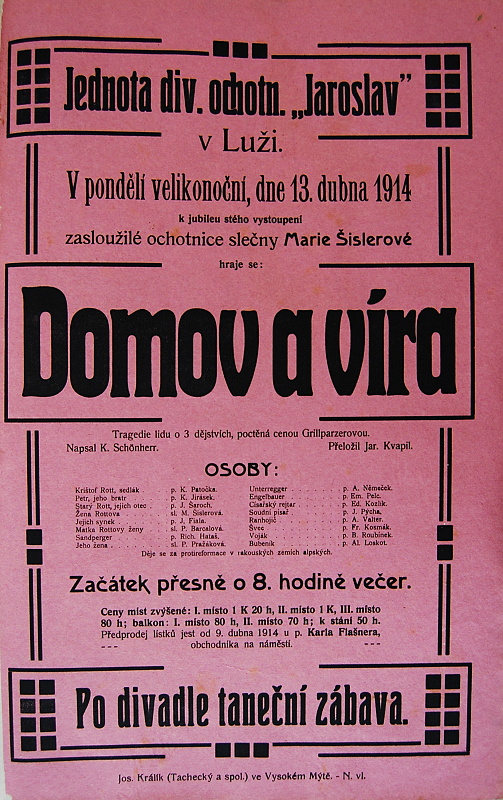 Jednota div. ochotn. „Jaroslav”
v Luži.
V pondělí velikonoční, dne 13. dubna 1914
k jubileu stého vystoupení
zasloužilé ochotnice slečny Marie Šislerové
hraje se:
Domov a víra
Tragedie lidu o 3 dějstvích, poctěná cenou Grillparzerovou.
Napsal K. Schönherr. Přeložil Jar. Kvapil.
OSOBY:
Krištof Rott, sedlák . p. K. Patočka.
Petr, jeho bratr . . . p. K. Jirásek.
Starý Rott, jejich otec . p. J. Saroch.
Žena Rottova . . . sl. M. Šislerová.
Jejich synek . . . . p. J. Fiala.
Matka Rottovy ženy . . sl. P. Barcalová.
Sandperger . . . . p. Rich. Hataš.
Jeho žena . . . . . sl. P. Pražáková.
Unterregger . . . . . p. A. Němeček.
Engelbauer . . . . . p. Em. Pelc.
Císařský rejtar . . . . p. Ed. Kozlík.
Soudní písař . . . . . p. J. Pýcha.
Ranhojič . . . . . . p. A. Valter.
Švec . . . . . . . p. Fr. Kosmák.
Voják . . . . . . . p. B. Roubínek.
Bubeník . . . . . . p. Al. Loskot.
Děje se za protireformace v rakouských zemích alpských.
Začátek přesně o 8. hodině večer.
Ceny míst zvýšené: I. místo 1 K 20 h, II. místo 1 K, III. místo
80 h; balkon: I. místo 80 h, II. místo 70 h; k stání 50 h.
Předprodej lístků jest od 9. dubna 1914 u p. Karla Flašnera,
--- obchodníka na náměstí. ---
Po divadle taneční zábava.
Jos. Králík (Tachecký a spol.) ve Vysokém Mýtě. - N. vl.